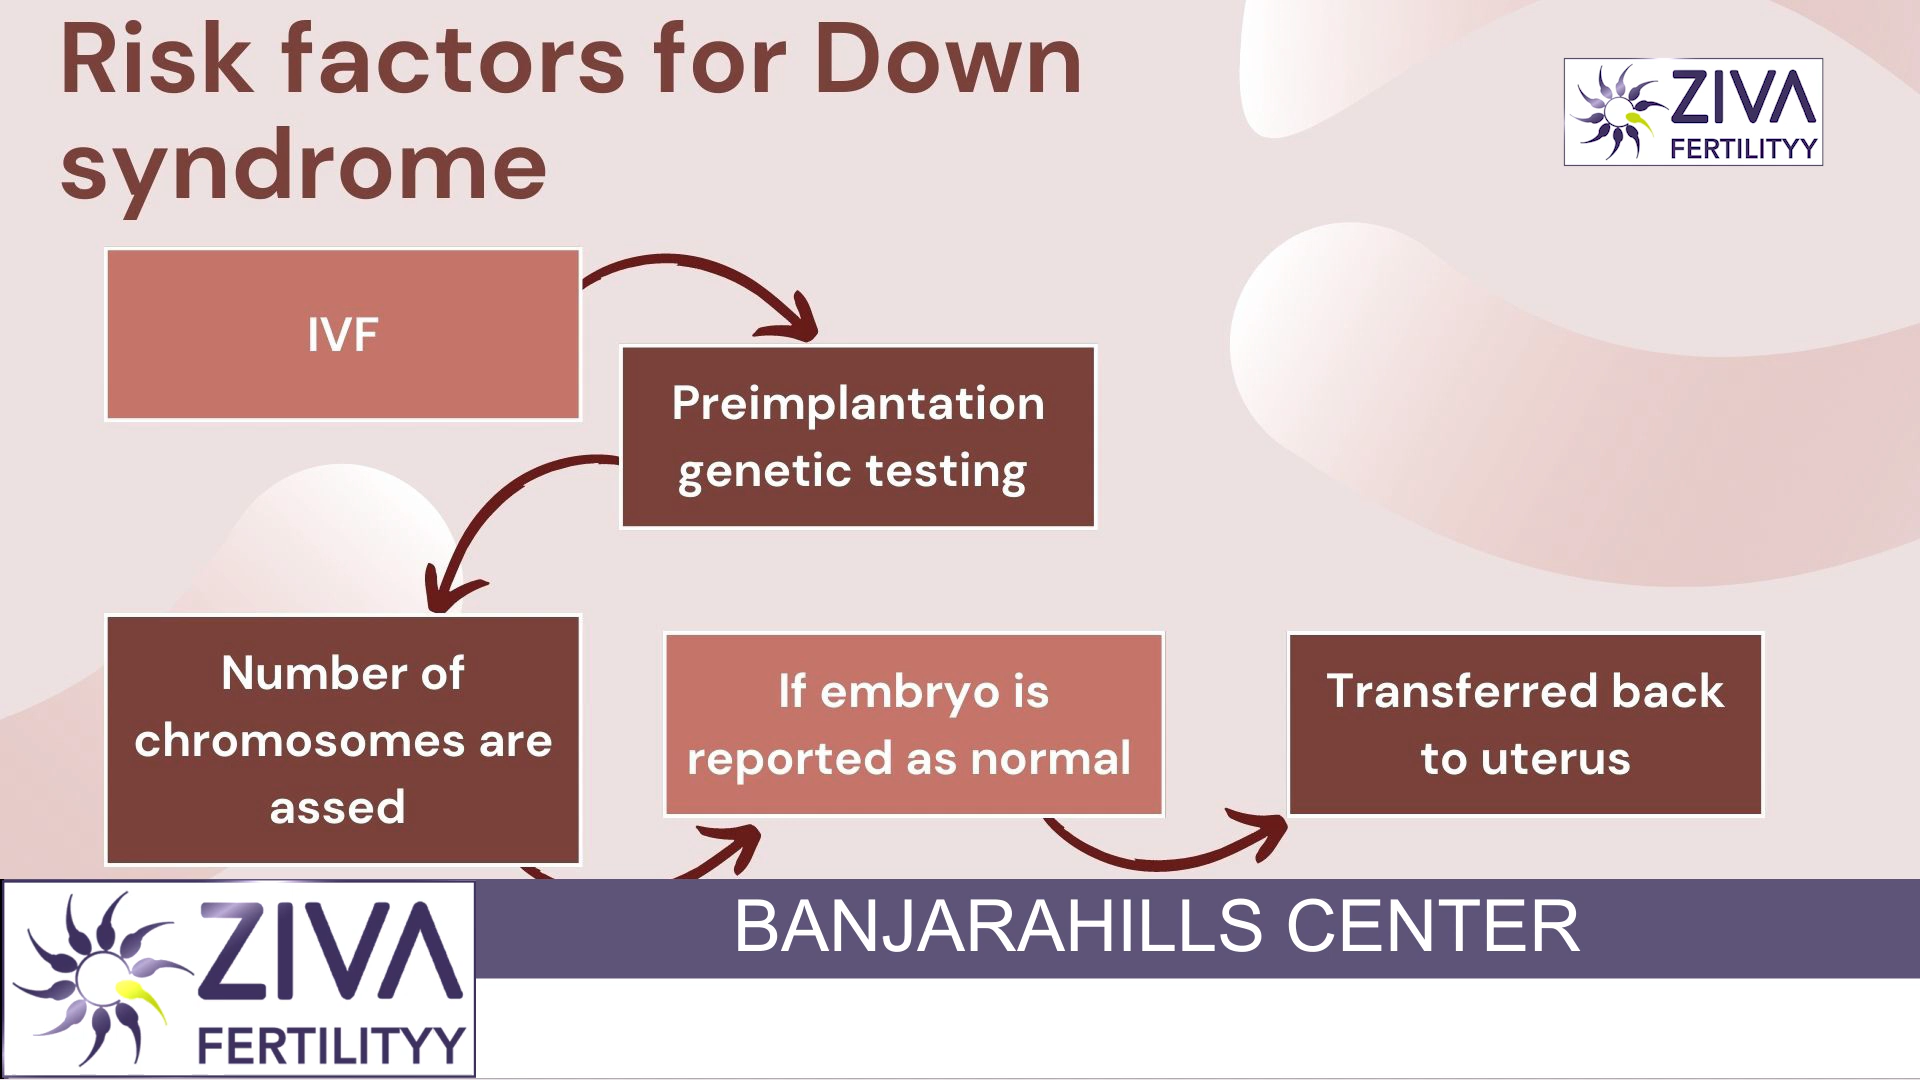 Risk factors for Down
syndrome
ZIVA
FERTILITYY
IVF
Preimplantation
genetic testing
Number of
chromosomes are
assed
If embryo is
reported as normal
Transferred back
to uterus
BANJARAHILLS CENTER
ZIVA
FERTILITYY